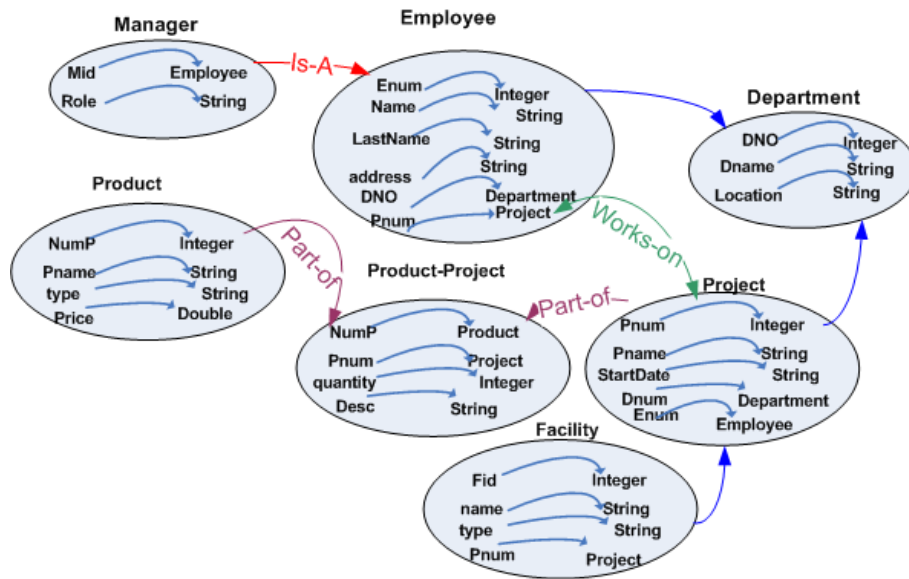 Manager
Mid Employee
Role String
Is-A
Employee
Enum Integer
Name String
LastName String
address String
DNO Department
Pnum Project
Department
DNO Integer
Dname String
Location String
Product
NumP Integer
Pname String
type String
Price Double
Part-of
Works-on
Product-Project
NumP Product
Pnum Project
quantity Integer
Desc String
Part-of
Project
Pnum Integer
Pname String
StartDate String
Dnum Department
Enum Employee
Facility
Fid Integer
name String
type String
Pnum Project